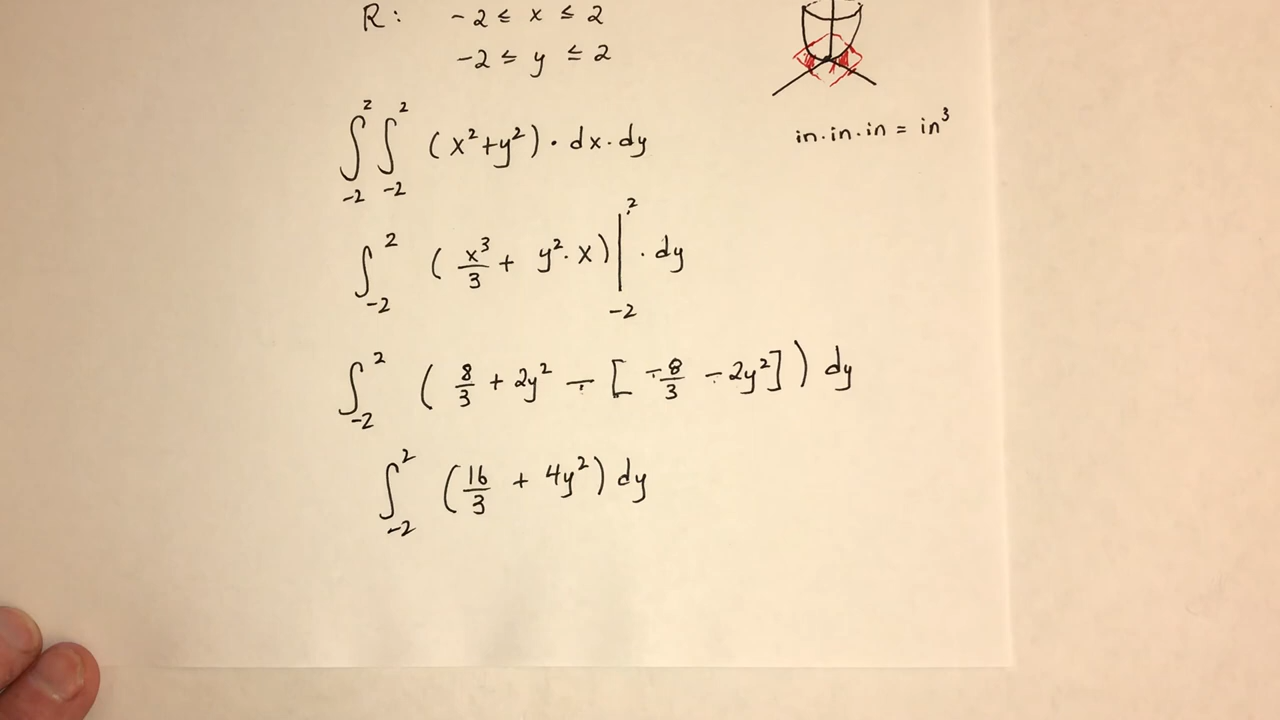 R: -2 ≤ x ≤ 2
-2 ≤ y ≤ 2
∫_{-2}^{2} ∫_{-2}^{2} (x²+y²) · dx · dy
in · in · in = in³
∫_{-2}^{2} (x³/3 + y² · x) |_{-2}^{2} · dy
∫_{-2}^{2} (8/3 + 2y² - [-8/3 - 2y²]) dy
∫_{-2}^{2} (16/3 + 4y²) dy